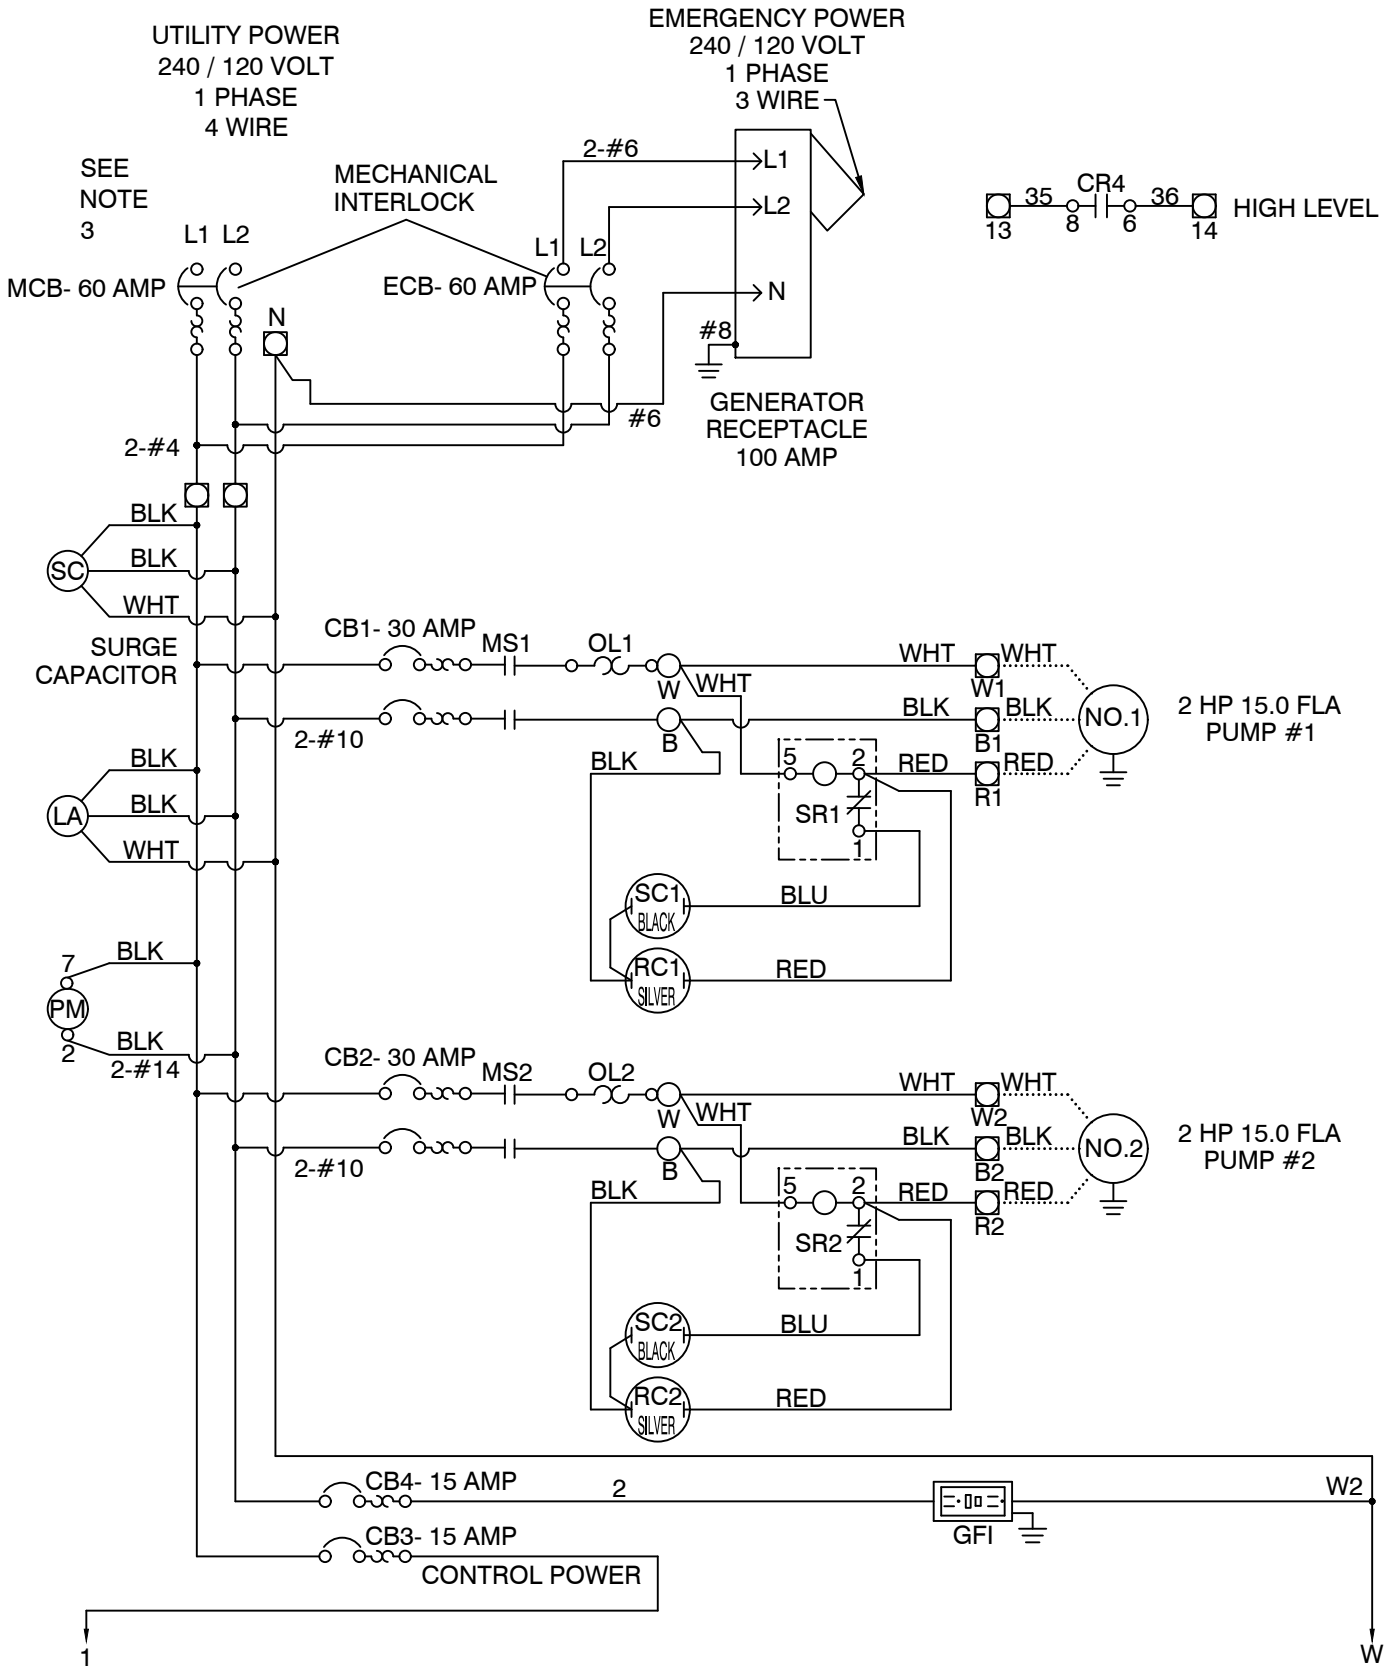 UTILITY POWER
240 / 120 VOLT
1 PHASE
4 WIRE
EMERGENCY POWER
240 / 120 VOLT
1 PHASE
3 WIRE
SEE
NOTE
3
MECHANICAL
INTERLOCK
2-#6
L1
L2
N
#8
L1 L2
MCB- 60 AMP
L1 L2
ECB- 60 AMP
N
#6
2-#4
GENERATOR
RECEPTACLE
100 AMP
35 CR4 36
13 8 6 14
HIGH LEVEL
BLK
SC
BLK
WHT
SURGE
CAPACITOR
CB1- 30 AMP
MS1
OL1
W
WHT
WHT
W1
WHT
2-#10
B
BLK
B1
BLK
NO.1
2 HP 15.0 FLA
PUMP #1
BLK
5 2
SR1
1
RED
R1
RED
SC1
BLACK
BLU
RC1
SILVER
RED
BLK
LA
BLK
WHT
7
BLK
PM
2
BLK
2-#14
CB2- 30 AMP
MS2
OL2
W
WHT
WHT
W2
WHT
2-#10
B
BLK
B2
BLK
NO.2
2 HP 15.0 FLA
PUMP #2
BLK
5 2
SR2
1
RED
R2
RED
SC2
BLACK
BLU
RC2
SILVER
RED
CB4- 15 AMP
2
GFI
W2
CB3- 15 AMP
CONTROL POWER
1
W